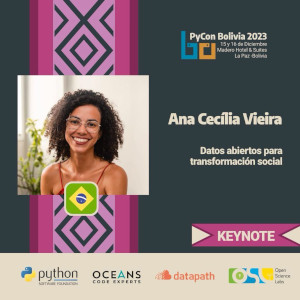 PyCon Bolivia 2023
15 y 16 de Diciembre
Madero Hotel & Suites
La Paz - Bolivia
Ana Cecília Vieira
Datos abiertos para
transformación social
KEYNOTE
python
SOFTWARE FOUNDATION
OCEANS
CODE EXPERTS
datapath
OSL
Open
Science
Labs